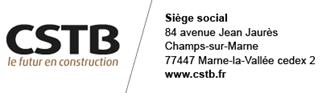 CSTB
le futur en construction
Siège social
84 avenue Jean Jaurès
Champs-sur-Marne
77447 Marne-la-Vallée cedex 2
www.cstb.fr